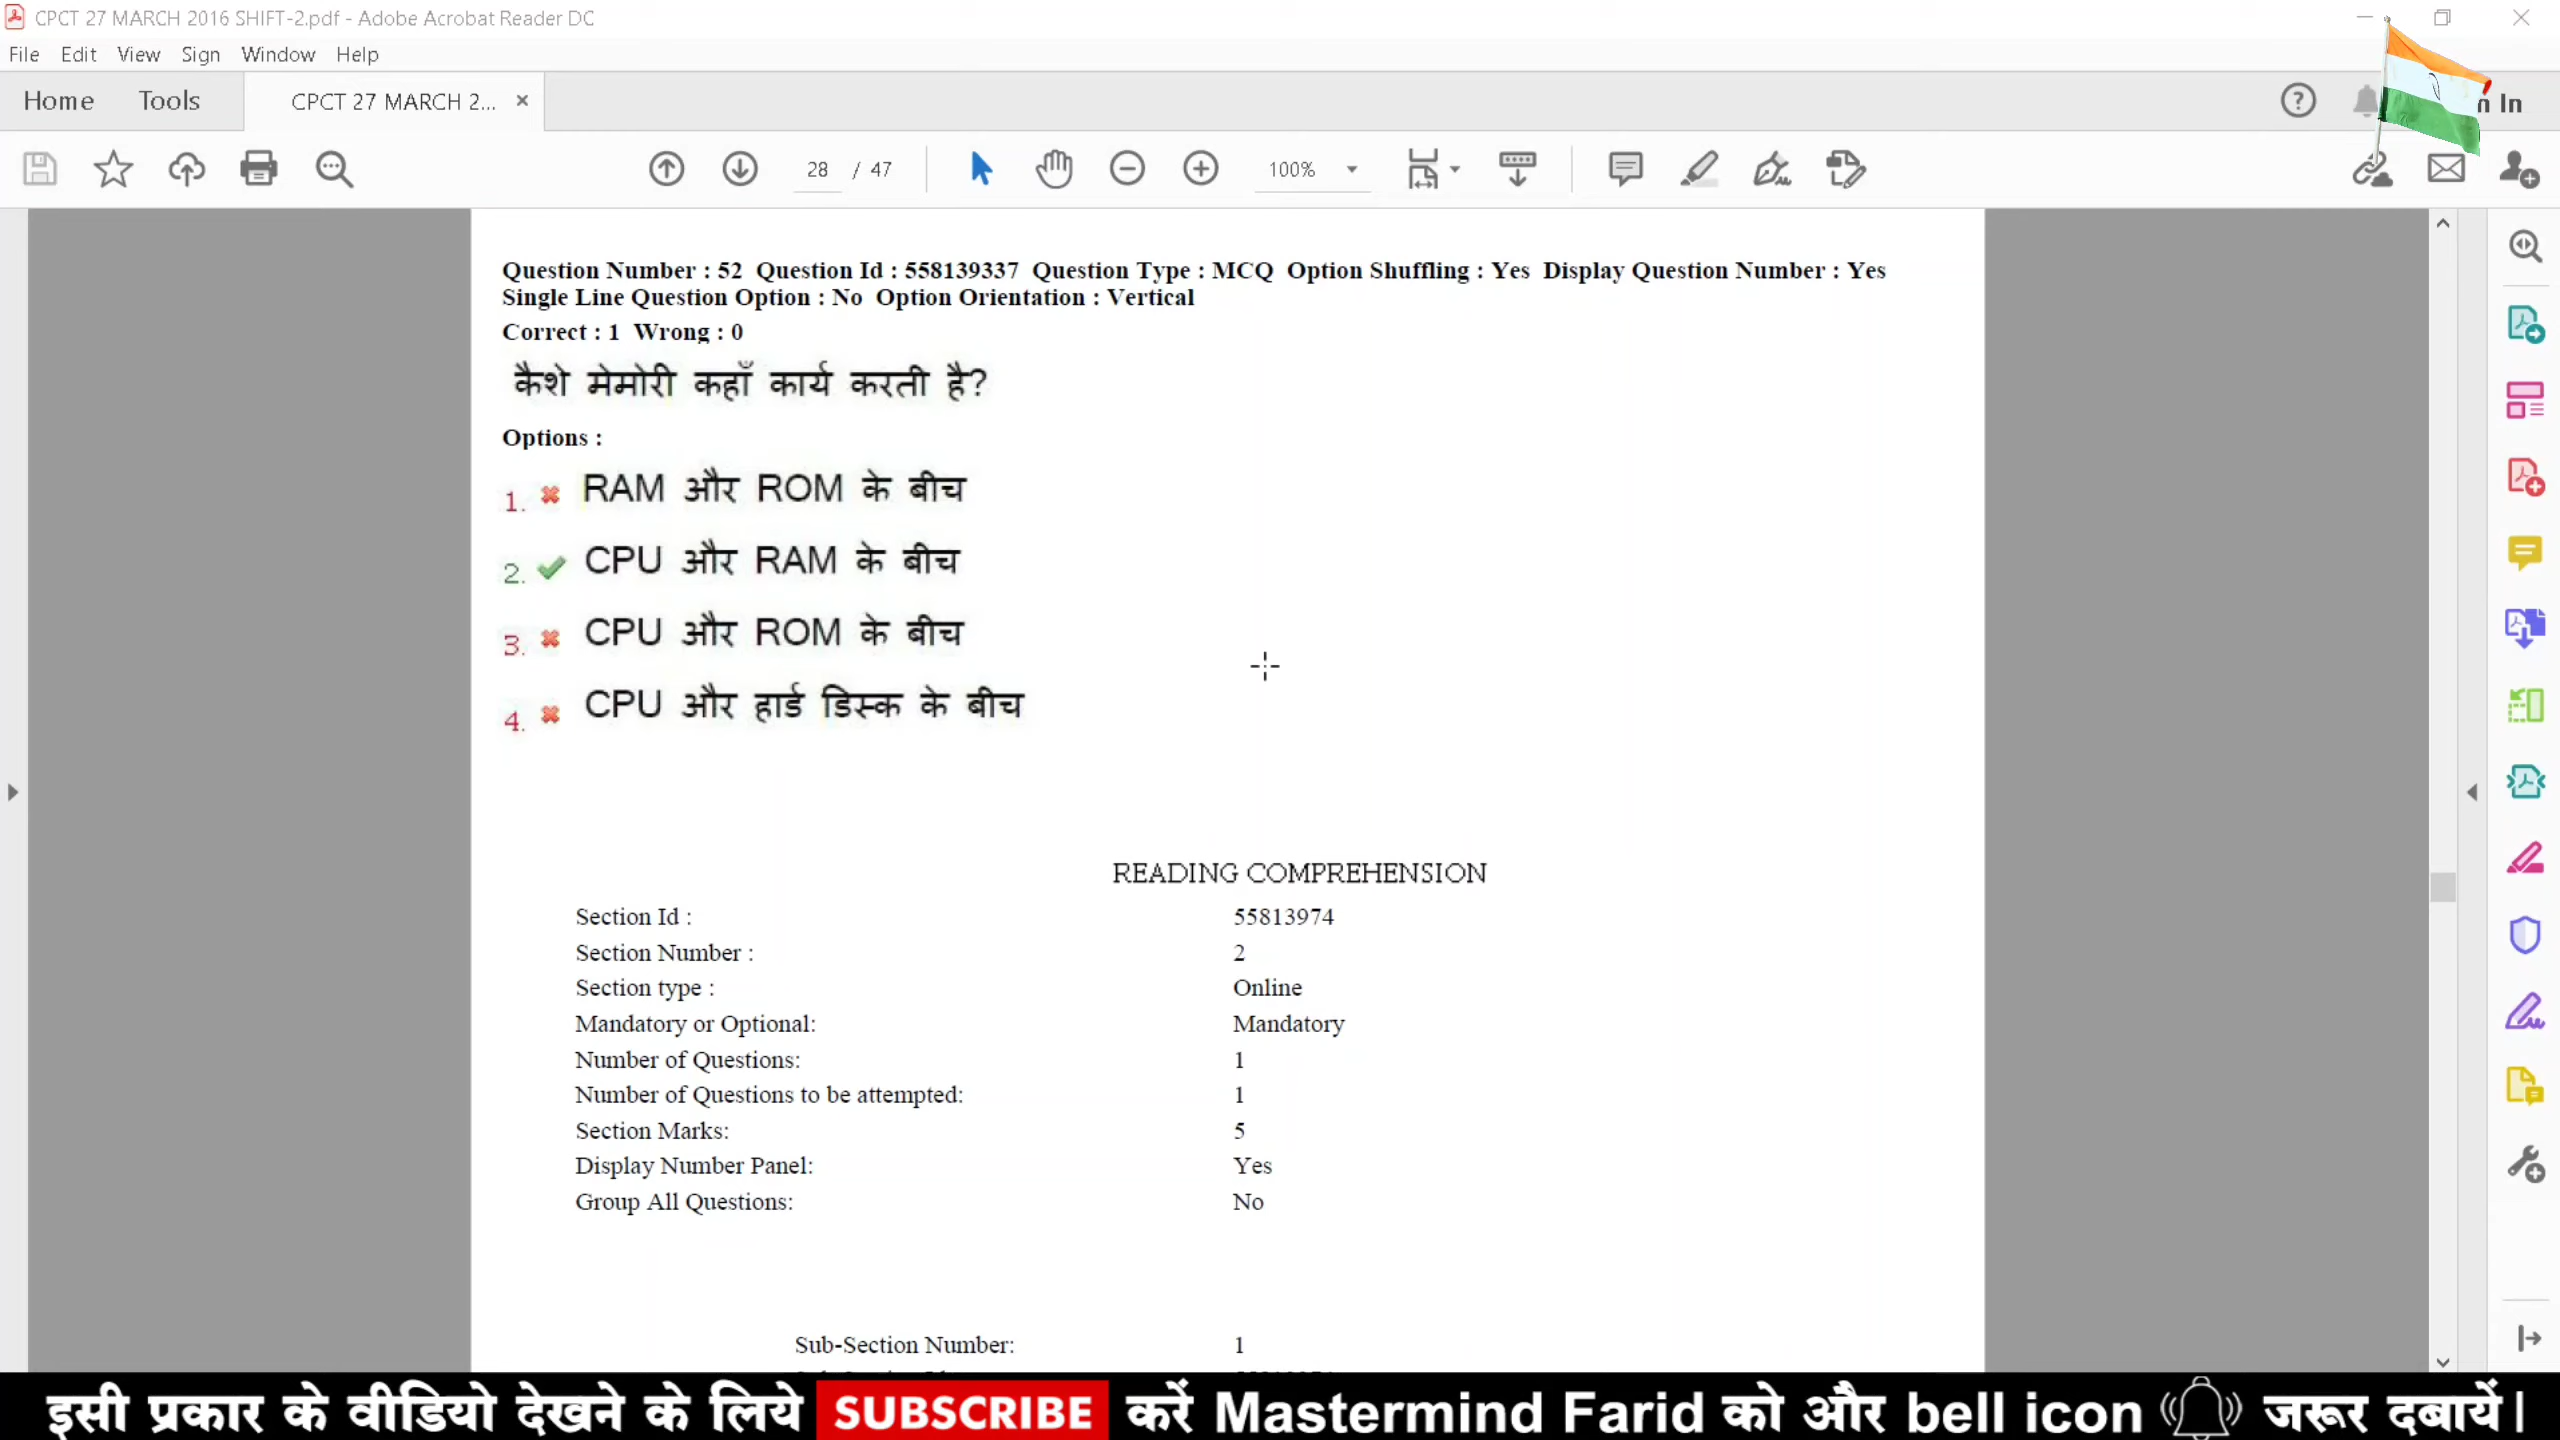 CPCT 27 MARCH 2016 SHIFT-2.pdf - Adobe Acrobat Reader DC
File Edit View Sign Window Help
Home Tools CPCT 27 MARCH 2... × n In
28 / 47 100%
Question Number : 52 Question Id : 558139337 Question Type : MCQ Option Shuffling : Yes Display Question Number : Yes
Single Line Question Option : No Option Orientation : Vertical
Correct : 1 Wrong : 0
कैशे मेमोरी कहाँ कार्य करती है?
Options :
1. RAM और ROM के बीच
2. CPU और RAM के बीच
3. CPU और ROM के बीच
4. CPU और हार्ड डिस्क के बीच
READING COMPREHENSION
Section Id : 55813974
Section Number : 2
Section type : Online
Mandatory or Optional: Mandatory
Number of Questions: 1
Number of Questions to be attempted: 1
Section Marks: 5
Display Number Panel: Yes
Group All Questions: No
Sub-Section Number: 1
इसी प्रकार के वीडियो देखने के लिये SUBSCRIBE करें Mastermind Farid को और bell icon जरूर दबायें|